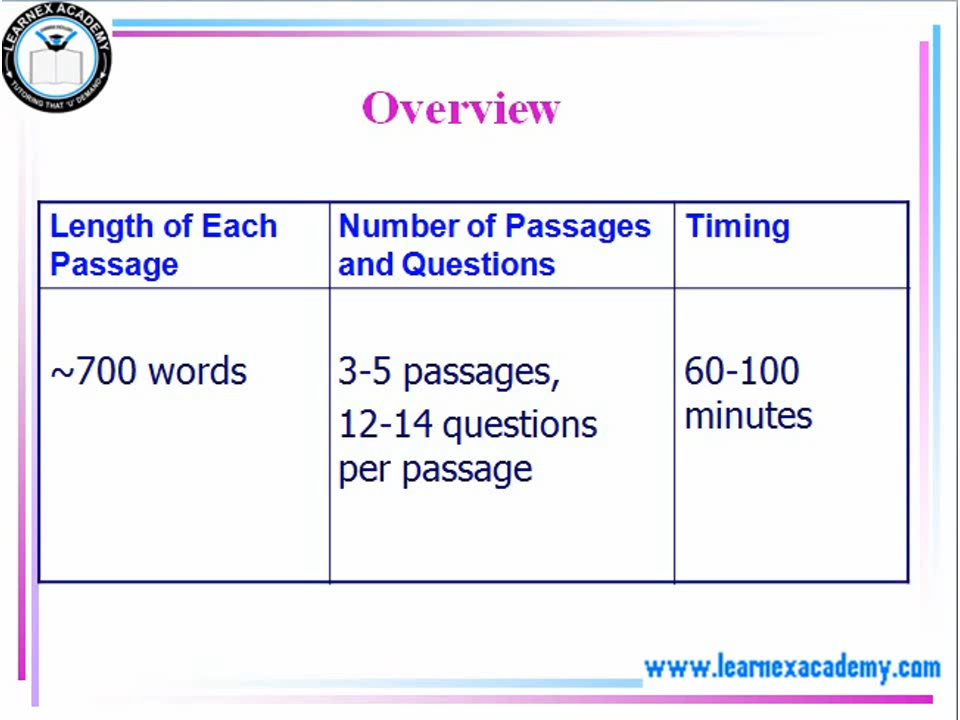 LEARNEX ACADEMY
TUTORING THAT 'U' DEMAND
Overview
Length of Each
Passage
Number of Passages
and Questions
Timing
~700 words
3-5 passages,
12-14 questions
per passage
60-100
minutes
www.learnexacademy.com